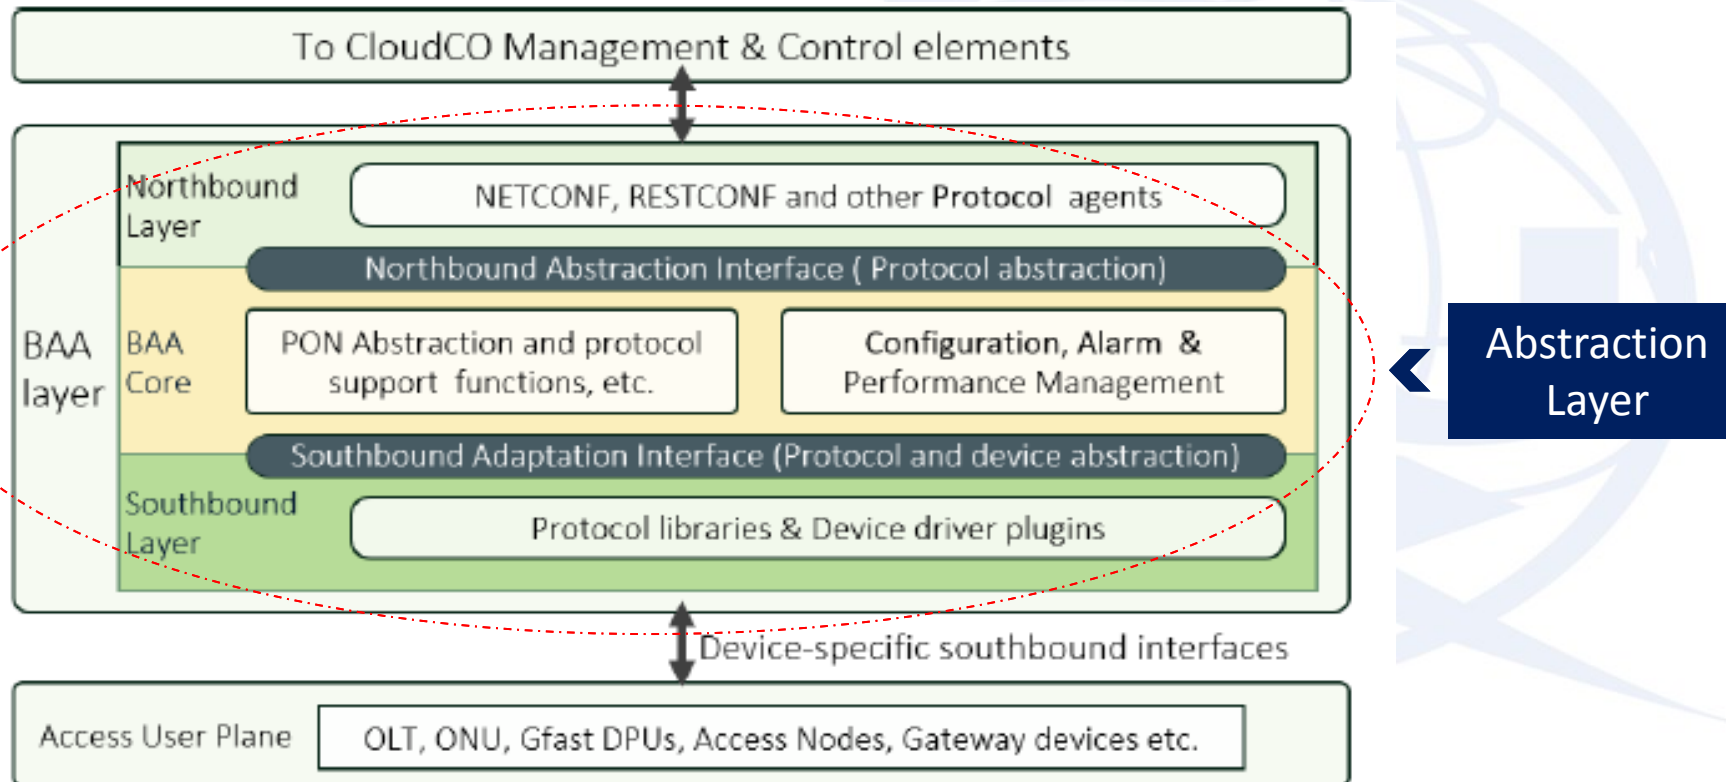 To CloudCO Management & Control elements
Northbound
Layer
NETCONF, RESTCONF and other Protocol agents
Northbound Abstraction Interface ( Protocol abstraction)
BAA
layer
BAA
Core
PON Abstraction and protocol
support functions, etc.
Configuration, Alarm &
Performance Management
Abstraction
Layer
Southbound Adaptation Interface (Protocol and device abstraction)
Southbound
Layer
Protocol libraries & Device driver plugins
Device-specific southbound interfaces
Access User Plane
OLT, ONU, Gfast DPUs, Access Nodes, Gateway devices etc.